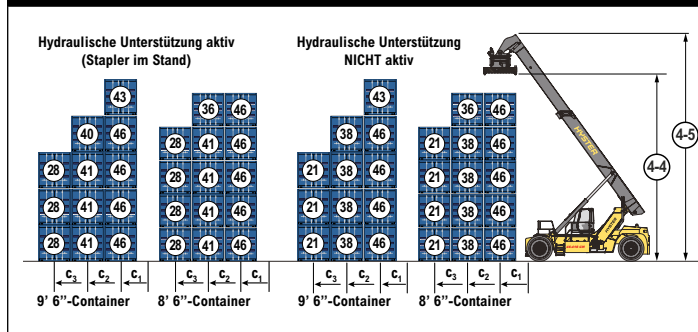 Hydraulische Unterstützung aktiv
(Stapler im Stand)
43
40 46
28 41 46
28 41 46
28 41 46
c3 c2 c1
9’ 6’’-Container
36 46
28 41 46
28 41 46
28 41 46
28 41 46
c3 c2 c1
8’ 6’’-Container
Hydraulische Unterstützung
NICHT aktiv
43
38 46
21 38 46
21 38 46
21 38 46
c3 c2 c1
9’ 6’’-Container
36 46
21 38 46
21 38 46
21 38 46
21 38 46
c3 c2 c1
8’ 6’’-Container
HYSTER
4-4
4-5